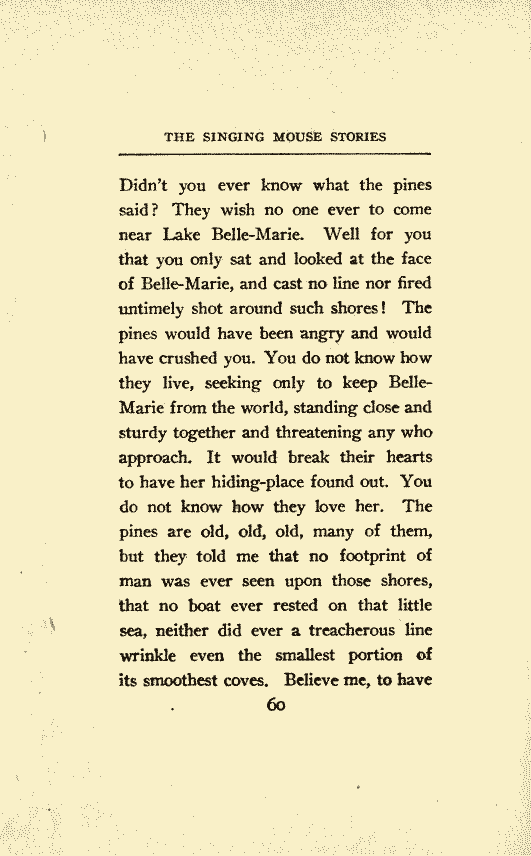 THE SINGING MOUSE STORIES
Didn't you ever know what the pines
said? They wish no one ever to come
near Lake Belle-Marie. Well for you
that you only sat and looked at the face
of Belle-Marie, and cast no line nor fired
untimely shot around such shores! The
pines would have been angry and would
have crushed you. You do not know how
they live, seeking only to keep Belle-
Marie from the world, standing close and
sturdy together and threatening any who
approach. It would break their hearts
to have her hiding-place found out. You
do not know how they love her. The
pines are old, old, old, many of them,
but they told me that no footprint of
man was ever seen upon those shores,
that no boat ever rested on that little
sea, neither did ever a treacherous line
wrinkle even the smallest portion of
its smoothest coves. Believe me, to have
60